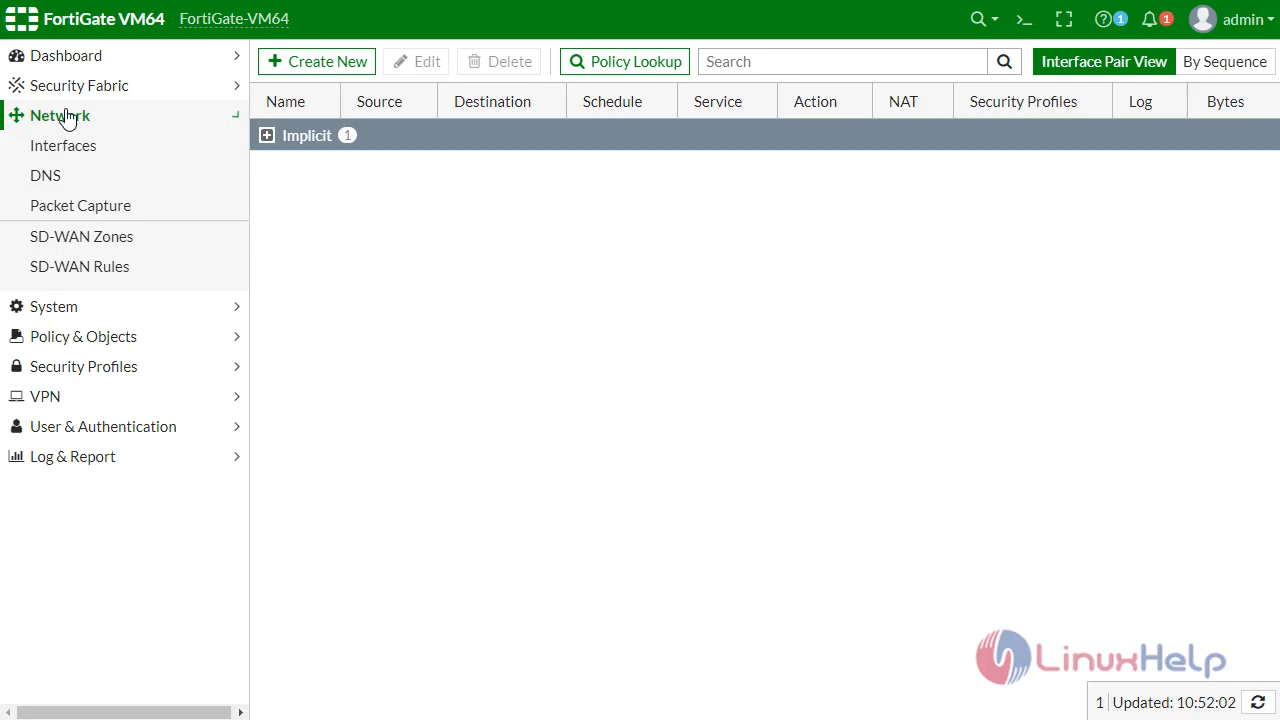 FortiGate VM64 FortiGate-VM64 1 1 admin
Dashboard
Security Fabric
Network
Interfaces
DNS
Packet Capture
SD-WAN Zones
SD-WAN Rules
System
Policy & Objects
Security Profiles
VPN
User & Authentication
Log & Report
Create New Edit Delete Policy Lookup Search Interface Pair View By Sequence
Name Source Destination Schedule Service Action NAT Security Profiles Log Bytes
Implicit 1
LinuxHelp
1 Updated: 10:52:02